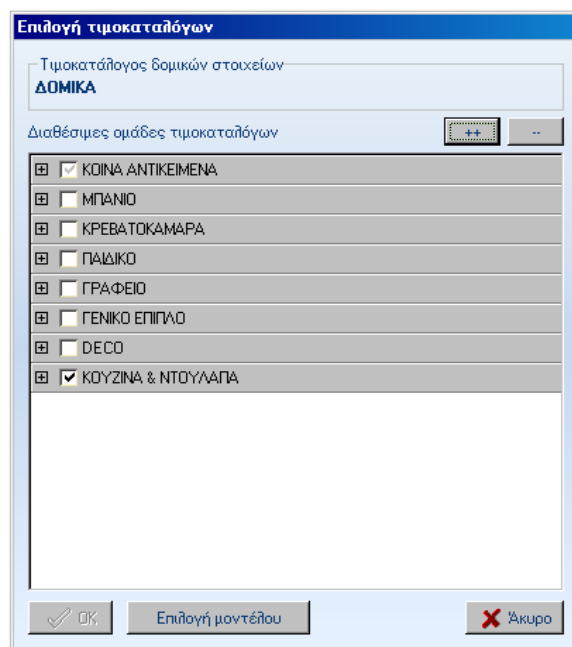 Επιλογή τιμοκαταλόγων
Τιμοκατάλογος δομικών στοιχείων
ΔΟΜΙΚΑ
Διαθέσιμες ομάδες τιμοκαταλόγων ++ --
ΚΟΙΝΑ ΑΝΤΙΚΕΙΜΕΝΑ
ΜΠΑΝΙΟ
ΚΡΕΒΑΤΟΚΑΜΑΡΑ
ΠΑΙΔΙΚΟ
ΓΡΑΦΕΙΟ
ΓΕΝΙΚΟ ΕΠΙΠΛΟ
DECO
ΚΟΥΖΙΝΑ & ΝΤΟΥΛΑΠΑ
OK Επιλογή μοντέλου Άκυρο